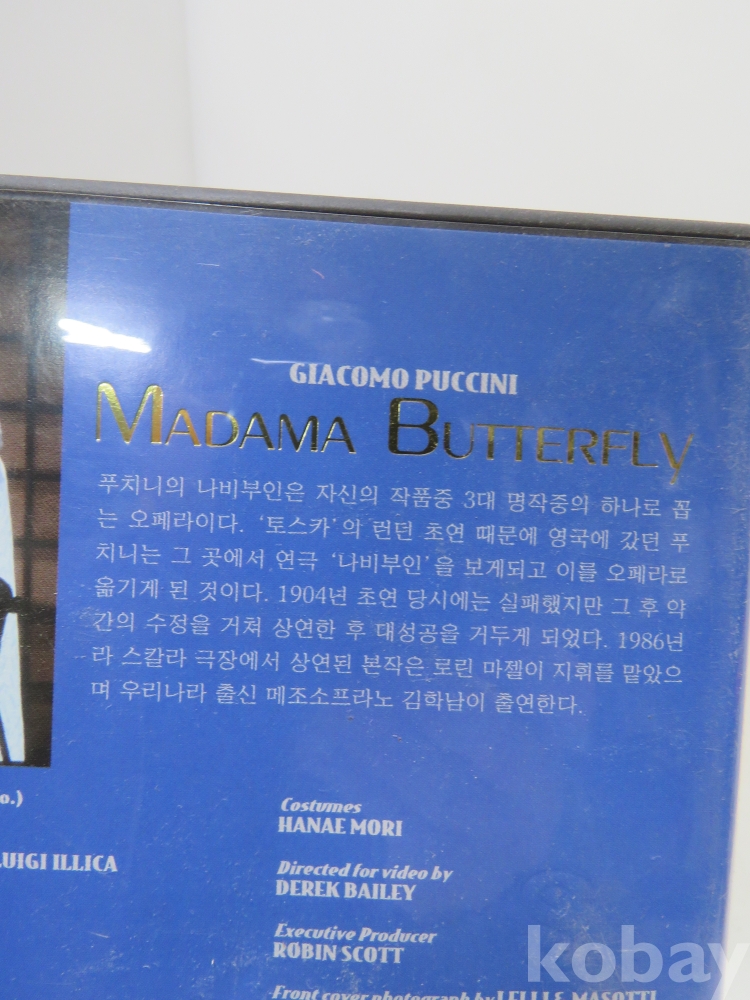 GIACOMO PUCCINI
MADAMA BUTTERFLY
푸치니의 나비부인은 자신의 작품중 3대 명작중의 하나로 꼽
는 오페라이다. ‘토스카’의 런던 초연 때문에 영국에 갔던 푸
치니는 그 곳에서 연극 ‘나비부인’을 보게되고 이를 오페라로
옮기게 된 것이다. 1904년 초연 당시에는 실패했지만 그 후 약
간의 수정을 거쳐 상연한 후 대성공을 거두게 되었다. 1986년
라 스칼라 극장에서 상연된 본작은 로린 마젤이 지휘를 맡았으
며 우리나라 출신 메조소프라노 김학남이 출연한다.
o.)
Costumes
HANAE MORI
LUIGI ILLICA
Directed for video by
DEREK BAILEY
Executive Producer
ROBIN SCOTT
Front cover photograph by LELLI & MASOTTI
kobay